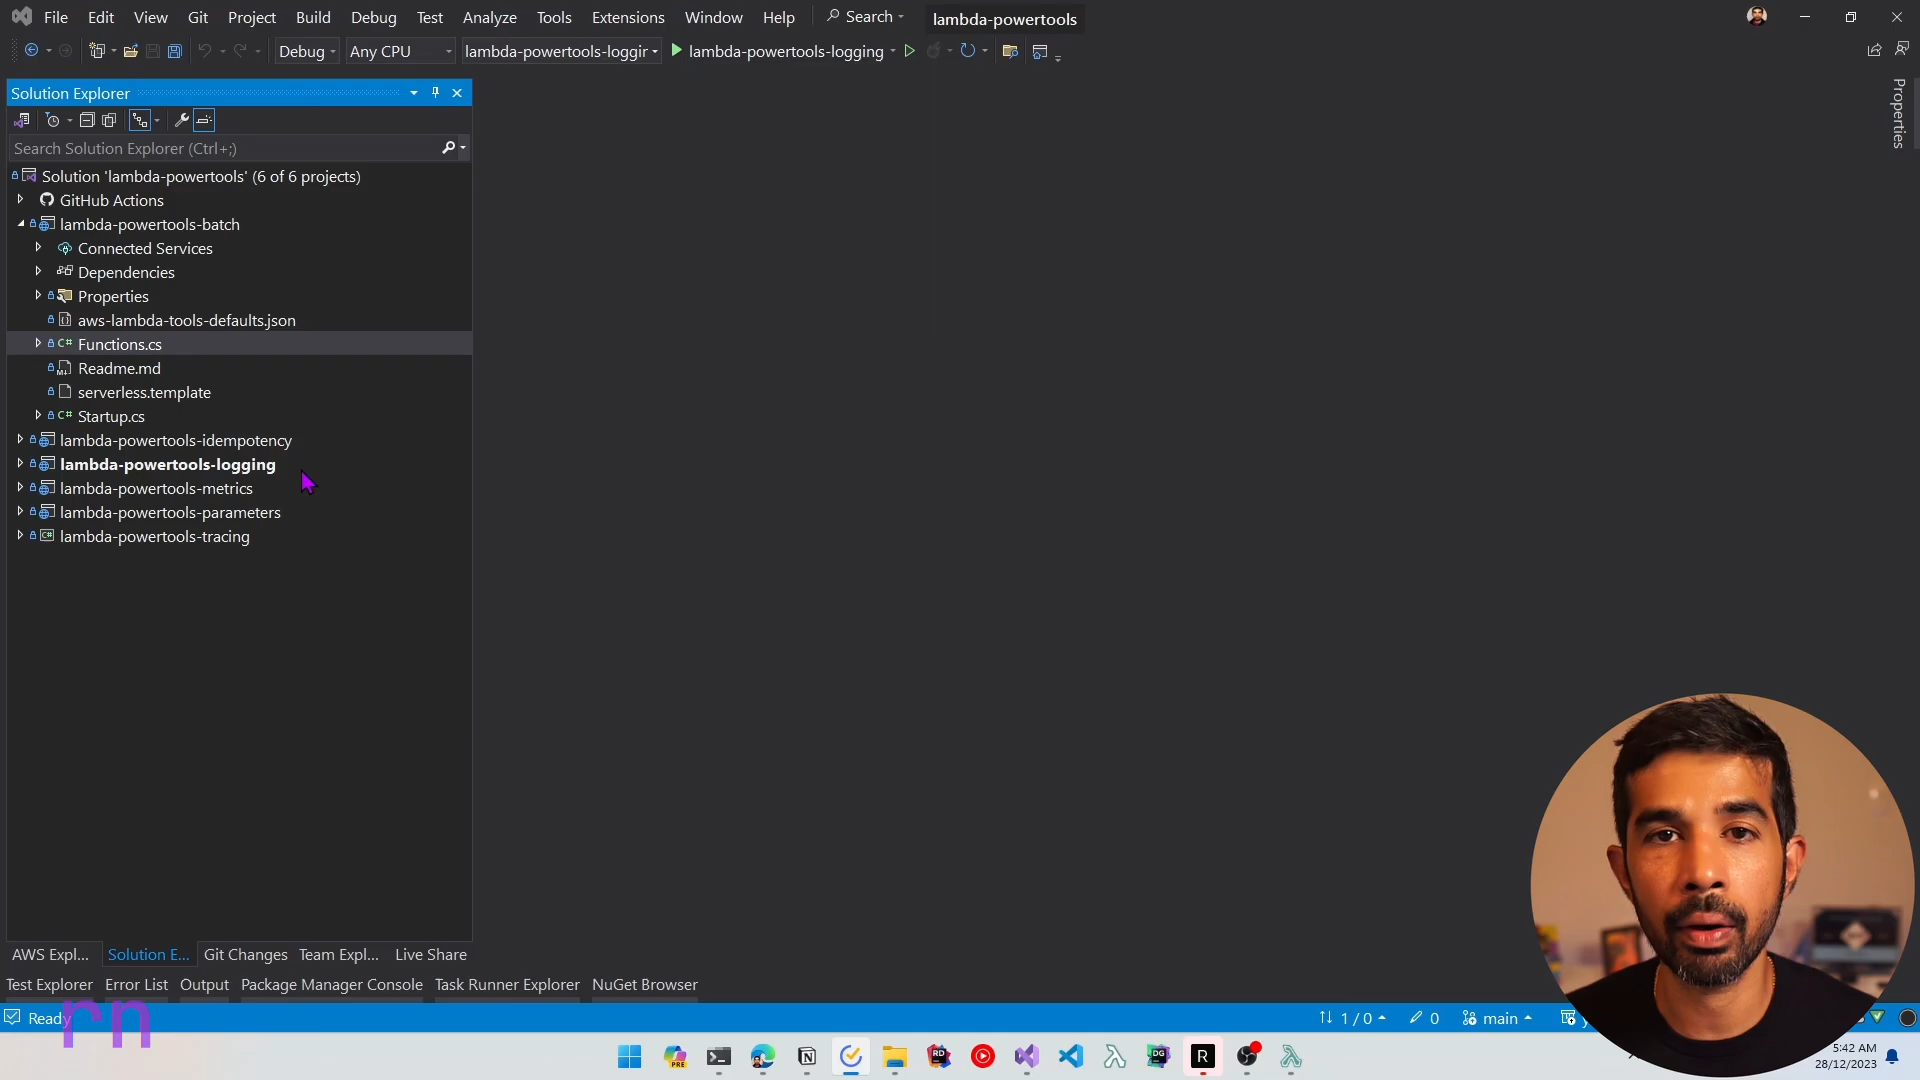 File Edit View Git Project Build Debug Test Analyze Tools Extensions Window Help Search lambda-powertools
Debug Any CPU lambda-powertools-loggir lambda-powertools-logging
Properties
Solution Explorer
Search Solution Explorer (Ctrl+;)
Solution 'lambda-powertools' (6 of 6 projects)
GitHub Actions
lambda-powertools-batch
Connected Services
Dependencies
Properties
aws-lambda-tools-defaults.json
C# Functions.cs
Readme.md
serverless.template
C# Startup.cs
lambda-powertools-idempotency
lambda-powertools-logging
lambda-powertools-metrics
lambda-powertools-parameters
lambda-powertools-tracing
AWS Expl... Solution E... Git Changes Team Expl... Live Share
Test Explorer Error List Output Package Manager Console Task Runner Explorer NuGet Browser
Ready 1 / 0 0 main
rn
PRE N RD DG R
5:42 AM
28/12/2023